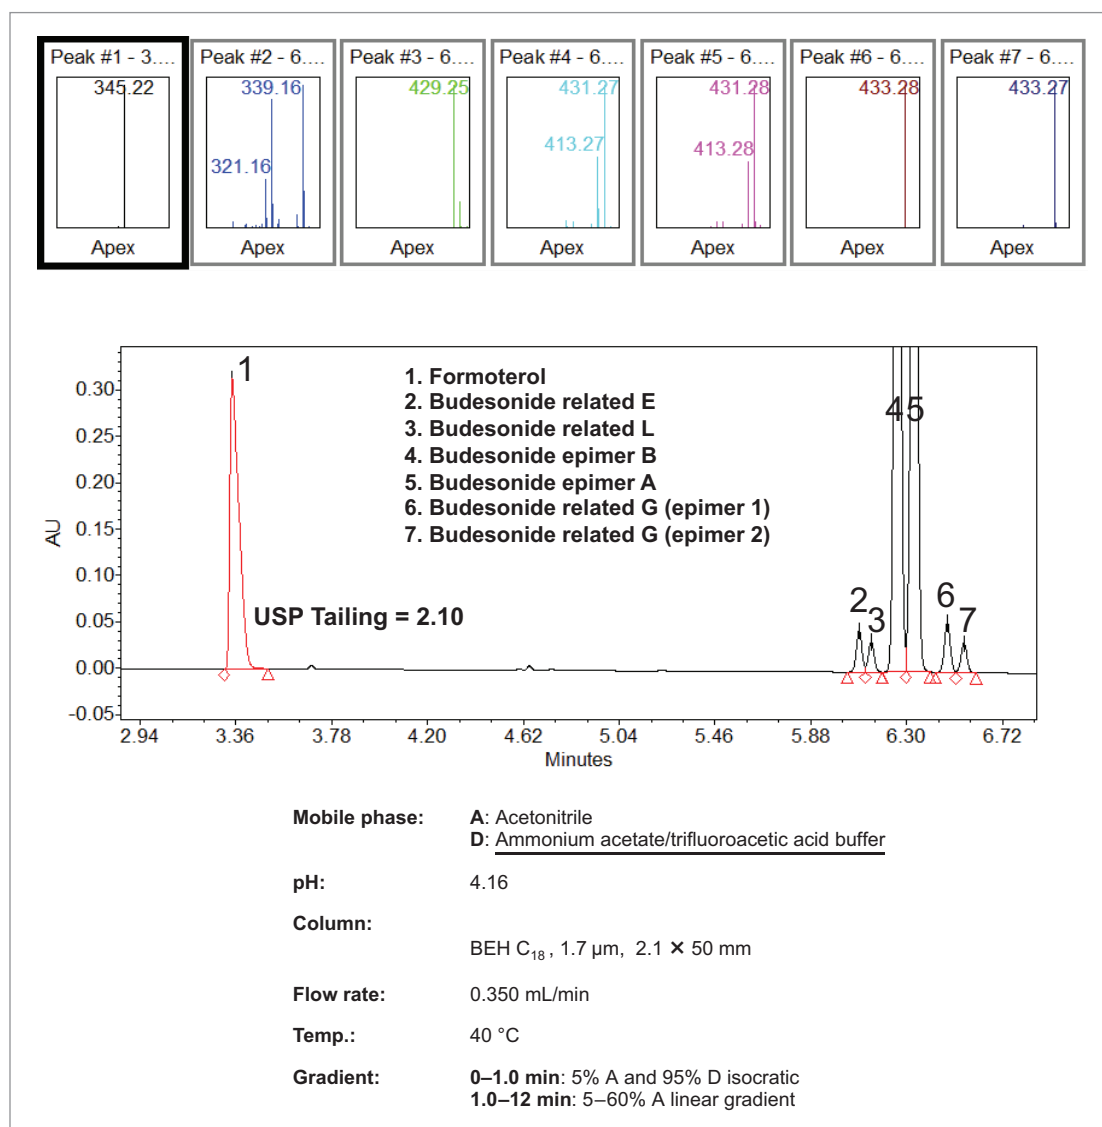 Peak #1 - 3.... Peak #2 - 6.... Peak #3 - 6.... Peak #4 - 6.... Peak #5 - 6.... Peak #6 - 6.... Peak #7 - 6....
345.22 339.16 429.25 431.27 431.28 433.28 433.27
321.16 413.27 413.28
Apex Apex Apex Apex Apex Apex Apex
1
1. Formoterol
2. Budesonide related E
3. Budesonide related L
4. Budesonide epimer B
5. Budesonide epimer A
6. Budesonide related G (epimer 1)
7. Budesonide related G (epimer 2)
4 5
USP Tailing = 2.10
2 3 6 7
AU
0.30
0.25
0.20
0.15
0.10
0.05
0.00
-0.05
2.94 3.36 3.78 4.20 4.62 5.04 5.46 5.88 6.30 6.72
Minutes
Mobile phase: A: Acetonitrile
D: Ammonium acetate/trifluoroacetic acid buffer
pH: 4.16
Column:
BEH C18 , 1.7 µm, 2.1 × 50 mm
Flow rate: 0.350 mL/min
Temp.: 40 °C
Gradient: 0–1.0 min: 5% A and 95% D isocratic
1.0–12 min: 5–60% A linear gradient